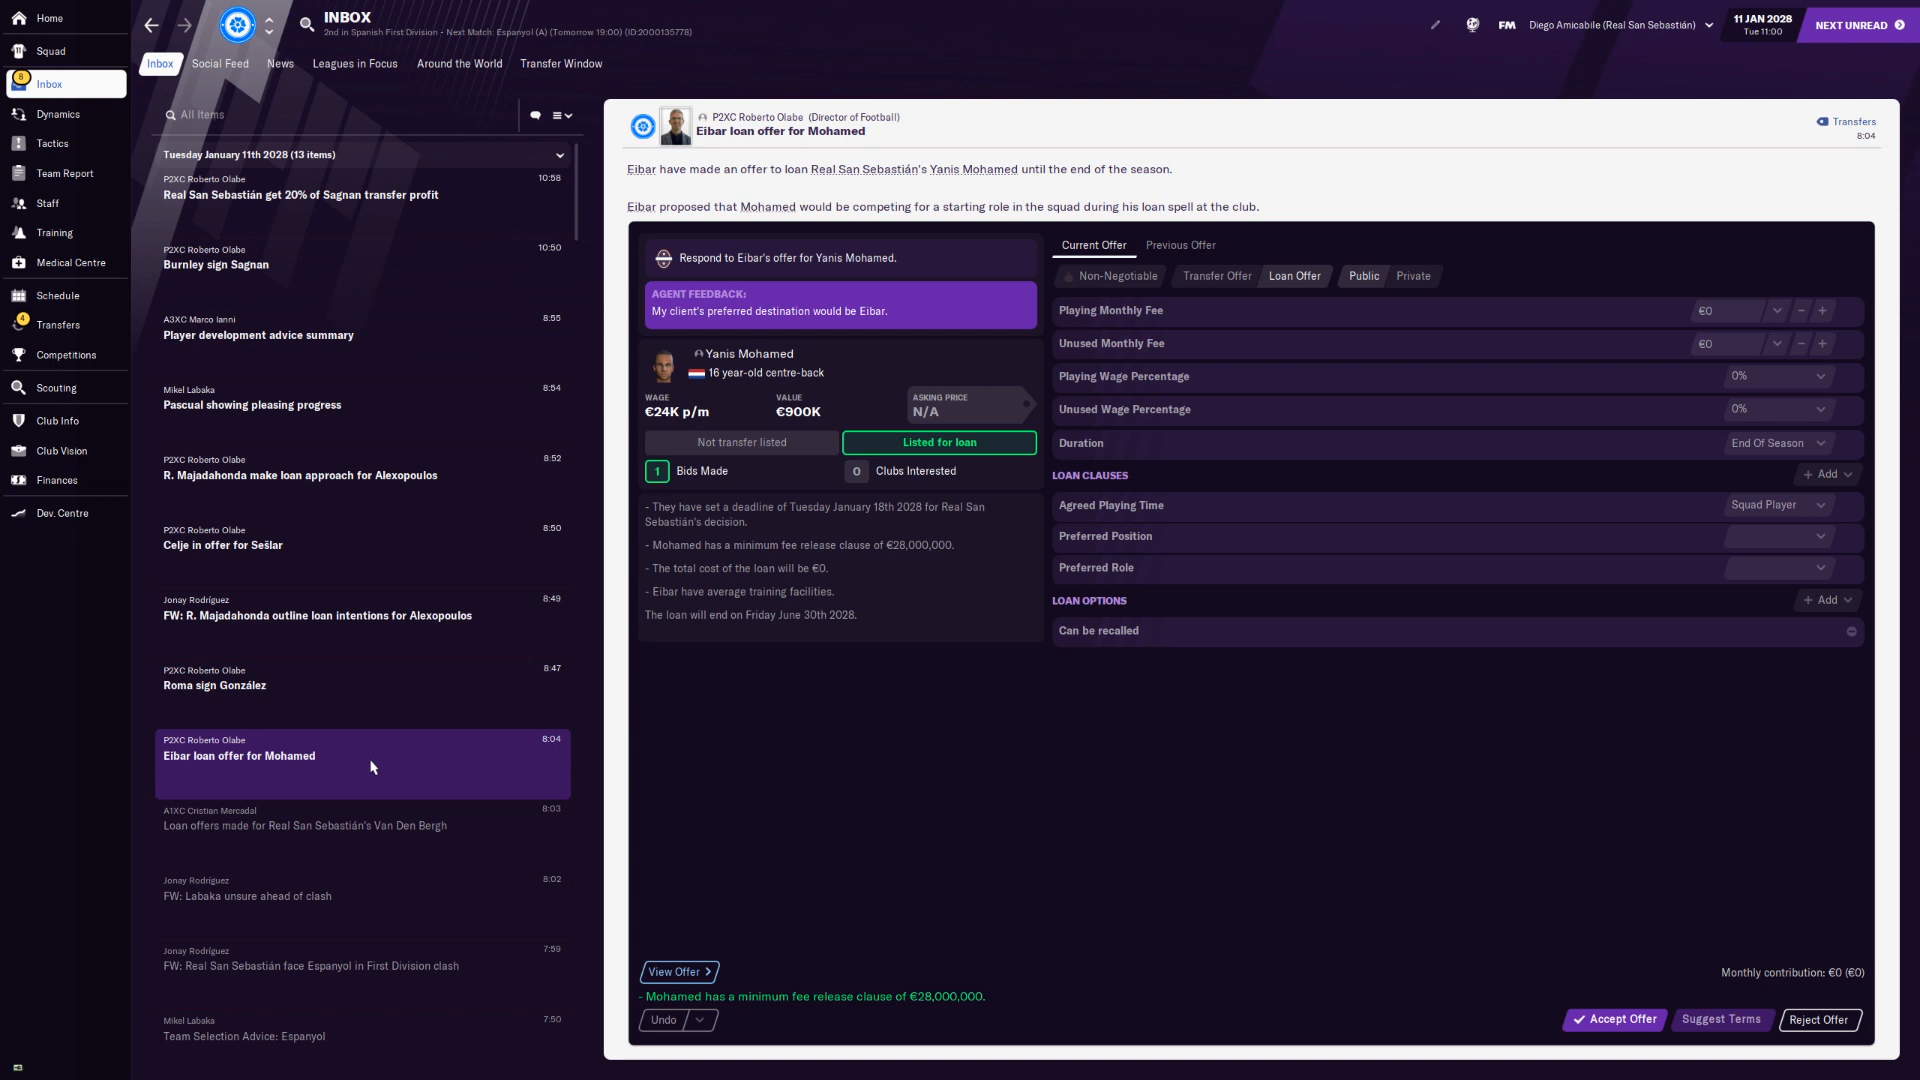 Home
Squad
8
Inbox
Dynamics
Tactics
Team Report
Staff
Training
Medical Centre
Schedule
4
Transfers
Competitions
Scouting
Club Info
Club Vision
Finances
Dev. Centre
INBOX
2nd in Spanish First Division - Next Match: Espanyol (A) (Tomorrow 19:00) (ID:2000135778)
FM
Diego Amicabile (Real San Sebastián)
11 JAN 2028
Tue 11:00
NEXT UNREAD
Inbox
Social Feed
News
Leagues in Focus
Around the World
Transfer Window
All Items
Tuesday January 11th 2028 (13 items)
P2XC Roberto Olabe 10:58
Real San Sebastián get 20% of Sagnan transfer profit
P2XC Roberto Olabe 10:50
Burnley sign Sagnan
A3XC Marco Ianni 8:55
Player development advice summary
Mikel Labaka 8:54
Pascual showing pleasing progress
P2XC Roberto Olabe 8:52
R. Majadahonda make loan approach for Alexopoulos
P2XC Roberto Olabe 8:50
Celje in offer for Sešlar
Jonay Rodríguez 8:49
FW: R. Majadahonda outline loan intentions for Alexopoulos
P2XC Roberto Olabe 8:47
Roma sign González
P2XC Roberto Olabe 8:04
Eibar loan offer for Mohamed
A1XC Cristian Mercadal 8:03
Loan offers made for Real San Sebastián's Van Den Bergh
Jonay Rodríguez 8:02
FW: Labaka unsure ahead of clash
Jonay Rodríguez 7:59
FW: Real San Sebastián face Espanyol in First Division clash
Mikel Labaka 7:50
Team Selection Advice: Espanyol
P2XC Roberto Olabe (Director of Football)
Eibar loan offer for Mohamed
Transfers
8:04
Eibar have made an offer to loan Real San Sebastián's Yanis Mohamed until the end of the season.
Eibar proposed that Mohamed would be competing for a starting role in the squad during his loan spell at the club.
Respond to Eibar's offer for Yanis Mohamed.
AGENT FEEDBACK:
My client's preferred destination would be Eibar.
Yanis Mohamed
16 year-old centre-back
WAGE
€24K p/m
VALUE
€900K
ASKING PRICE
N/A
Not transfer listed
Listed for loan
1 Bids Made
0 Clubs Interested
- They have set a deadline of Tuesday January 18th 2028 for Real San
Sebastián's decision.
- Mohamed has a minimum fee release clause of €28,000,000.
- The total cost of the loan will be €0.
- Eibar have average training facilities.
The loan will end on Friday June 30th 2028.
Current Offer
Previous Offer
Non-Negotiable
Transfer Offer
Loan Offer
Public
Private
Playing Monthly Fee €0
Unused Monthly Fee €0
Playing Wage Percentage 0%
Unused Wage Percentage 0%
Duration End Of Season
LOAN CLAUSES + Add
Agreed Playing Time Squad Player
Preferred Position
Preferred Role
LOAN OPTIONS + Add
Can be recalled
View Offer
Monthly contribution: €0 (€0)
- Mohamed has a minimum fee release clause of €28,000,000.
Undo
Accept Offer
Suggest Terms
Reject Offer